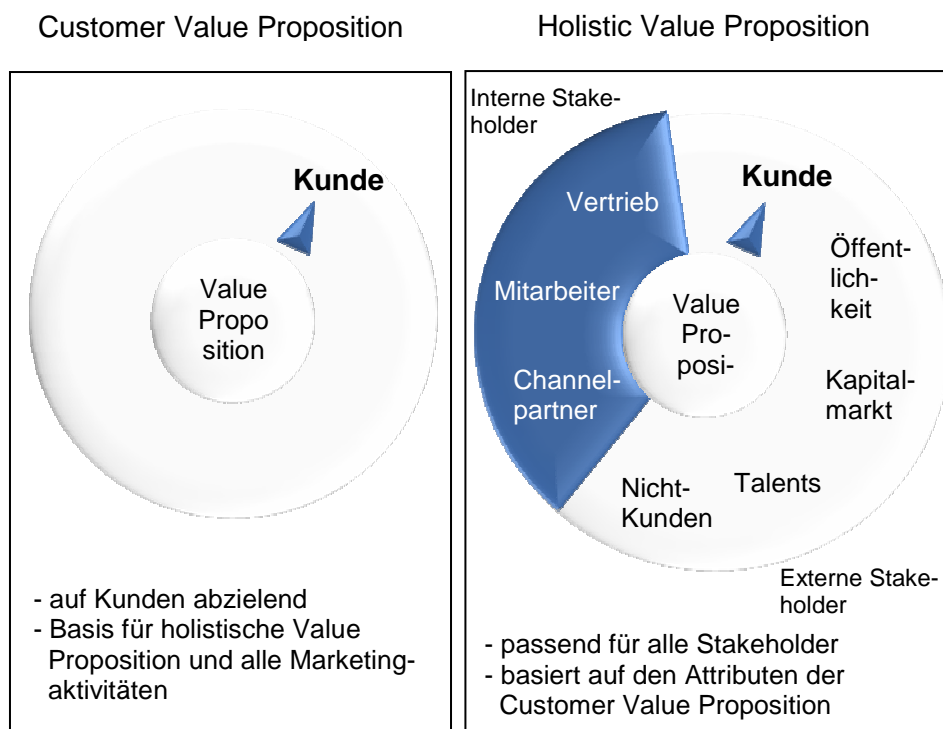 Customer Value Proposition
Kunde
Value
Propo
sition
- auf Kunden abzielend
- Basis für holistische Value
Proposition und alle Marketing-
aktivitäten
Holistic Value Proposition
Interne Stake-
holder
Kunde
Vertrieb
Öffent-
lich-
keit
Mitarbeiter
Value
Pro-
posi-
Channel-
partner
Kapital-
markt
Nicht-
Kunden
Talents
Externe Stake-
holder
- passend für alle Stakeholder
- basiert auf den Attributen der
Customer Value Proposition